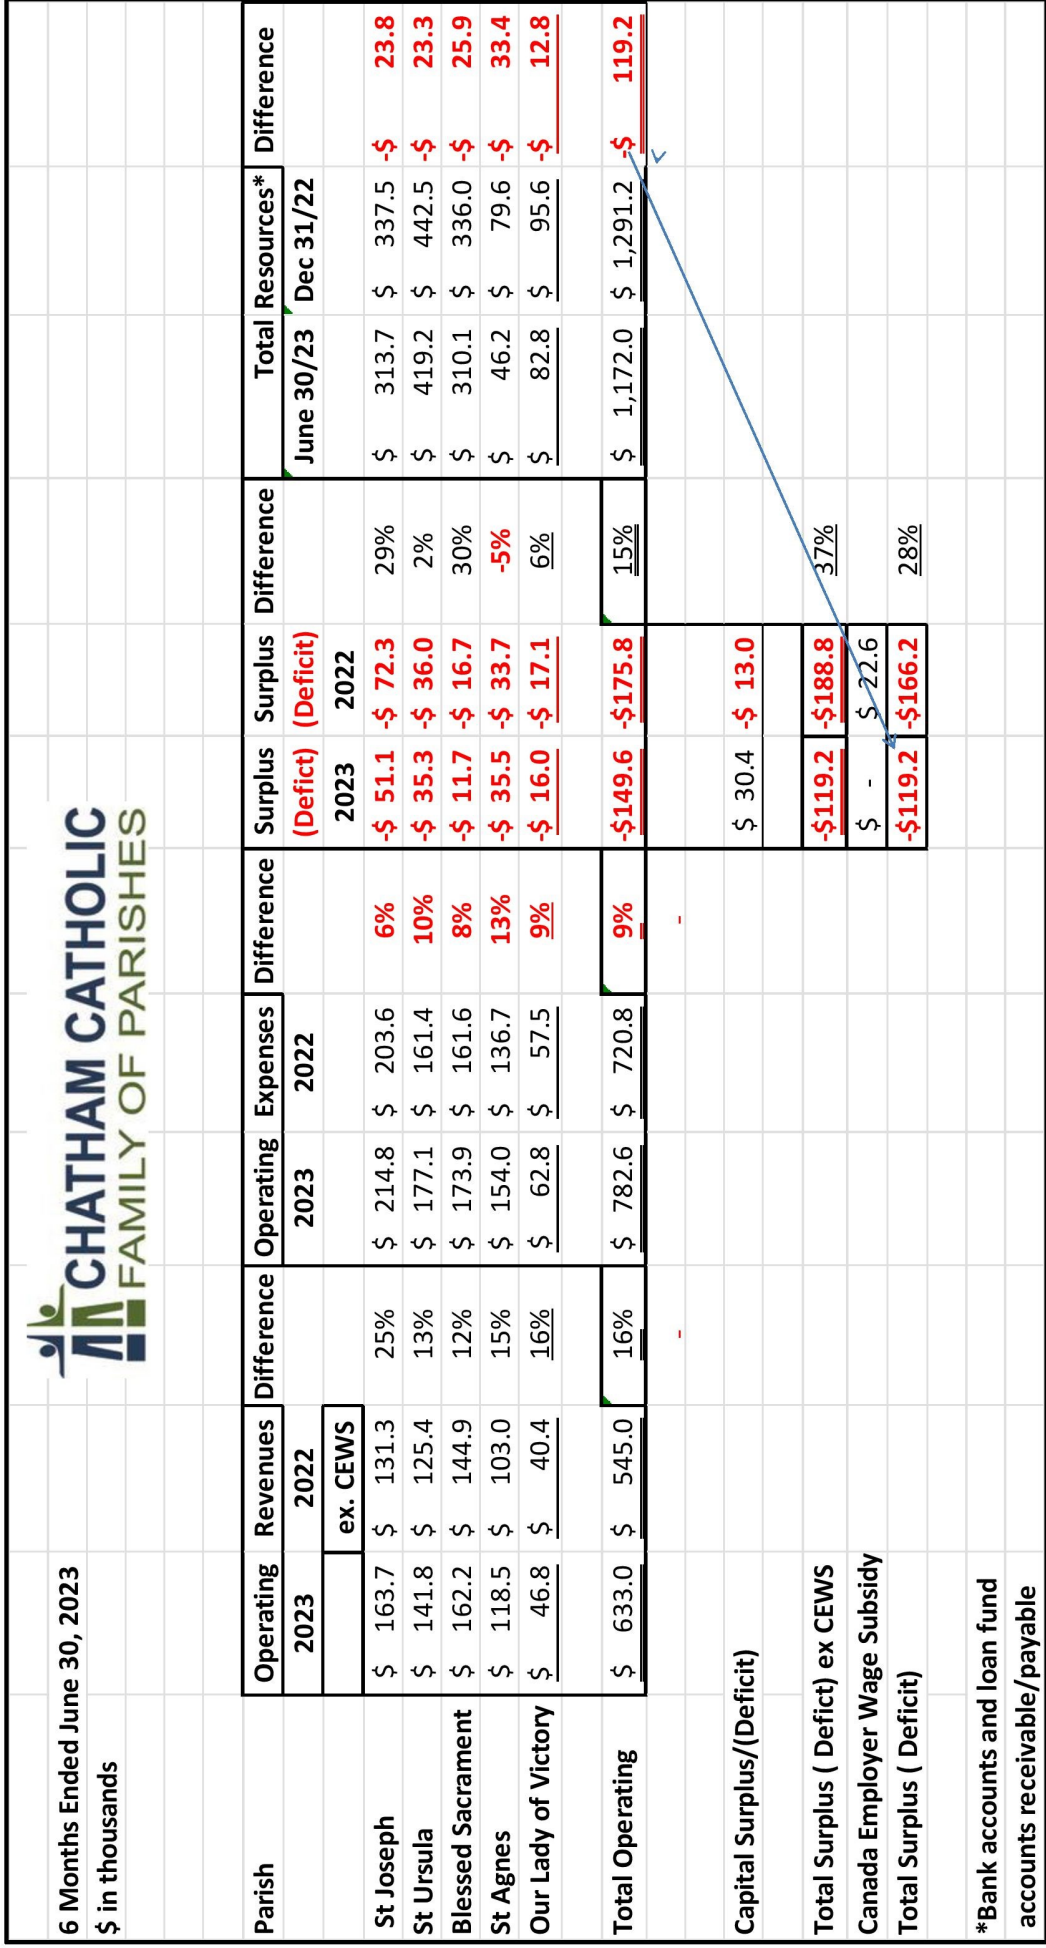 6 Months Ended June 30, 2023
$ in thousands
CHATHAM CATHOLIC
FAMILY OF PARISHES
Parish Operating Revenues Difference Operating Expenses Difference Surplus Surplus Difference Total Resources* Difference
2023 2022 2023 2022 (Defict) (Deficit) June 30/23 Dec 31/22
ex. CEWS 2023 2022
St Joseph $ 163.7 $ 131.3 25% $ 214.8 $ 203.6 6% -$ 51.1 -$ 72.3 29% $ 313.7 $ 337.5 -$ 23.8
St Ursula $ 141.8 $ 125.4 13% $ 177.1 $ 161.4 10% -$ 35.3 -$ 36.0 2% $ 419.2 $ 442.5 -$ 23.3
Blessed Sacrament $ 162.2 $ 144.9 12% $ 173.9 $ 161.6 8% -$ 11.7 -$ 16.7 30% $ 310.1 $ 336.0 -$ 25.9
St Agnes $ 118.5 $ 103.0 15% $ 154.0 $ 136.7 13% -$ 35.5 -$ 33.7 -5% $ 46.2 $ 79.6 -$ 33.4
Our Lady of Victory $ 46.8 $ 40.4 16% $ 62.8 $ 57.5 9% -$ 16.0 -$ 17.1 6% $ 82.8 $ 95.6 -$ 12.8
Total Operating $ 633.0 $ 545.0 16% $ 782.6 $ 720.8 9% -$149.6 -$175.8 15% $ 1,172.0 $ 1,291.2 -$ 119.2
- -
Capital Surplus/(Deficit) $ 30.4 -$ 13.0
Total Surplus ( Defict) ex CEWS -$119.2 -$188.8 37%
Canada Employer Wage Subsidy $ - $ 22.6
Total Surplus ( Deficit) -$119.2 -$166.2 28%
*Bank accounts and loan fund
accounts receivable/payable